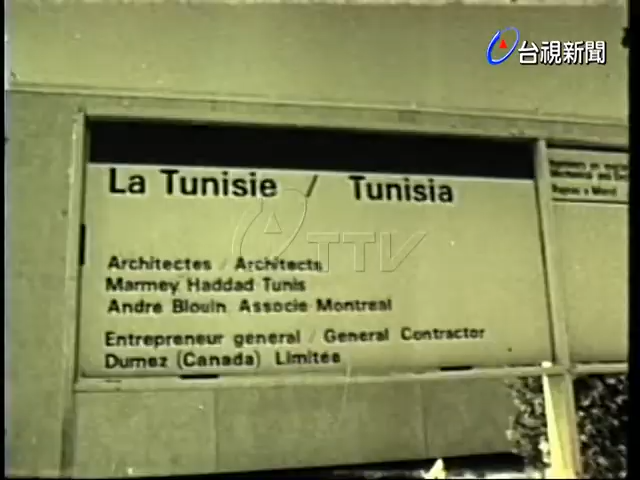 台視新聞
La Tunisie / Tunisia
TTV
Architectes / Architects
Marmey Haddad Tunis
Andre Blouin Associe Montreal
Entrepreneur general / General Contractor
Dumez (Canada) Limitée